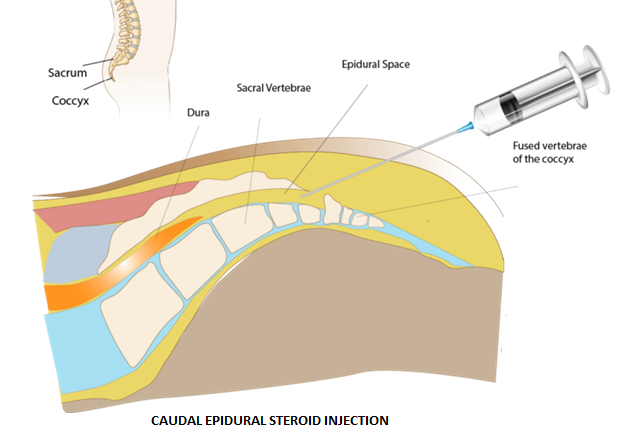 Sacrum
Coccyx
Dura
Sacral Vertebrae
Epidural Space
Fused vertebrae
of the coccyx
CAUDAL EPIDURAL STEROID INJECTION